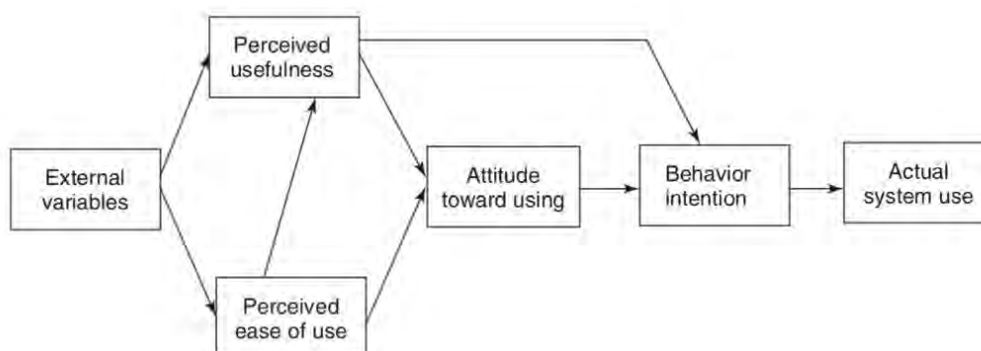 Perceived
usefulness
External
variables
Attitude
toward using
Behavior
intention
Actual
system use
Perceived
ease of use